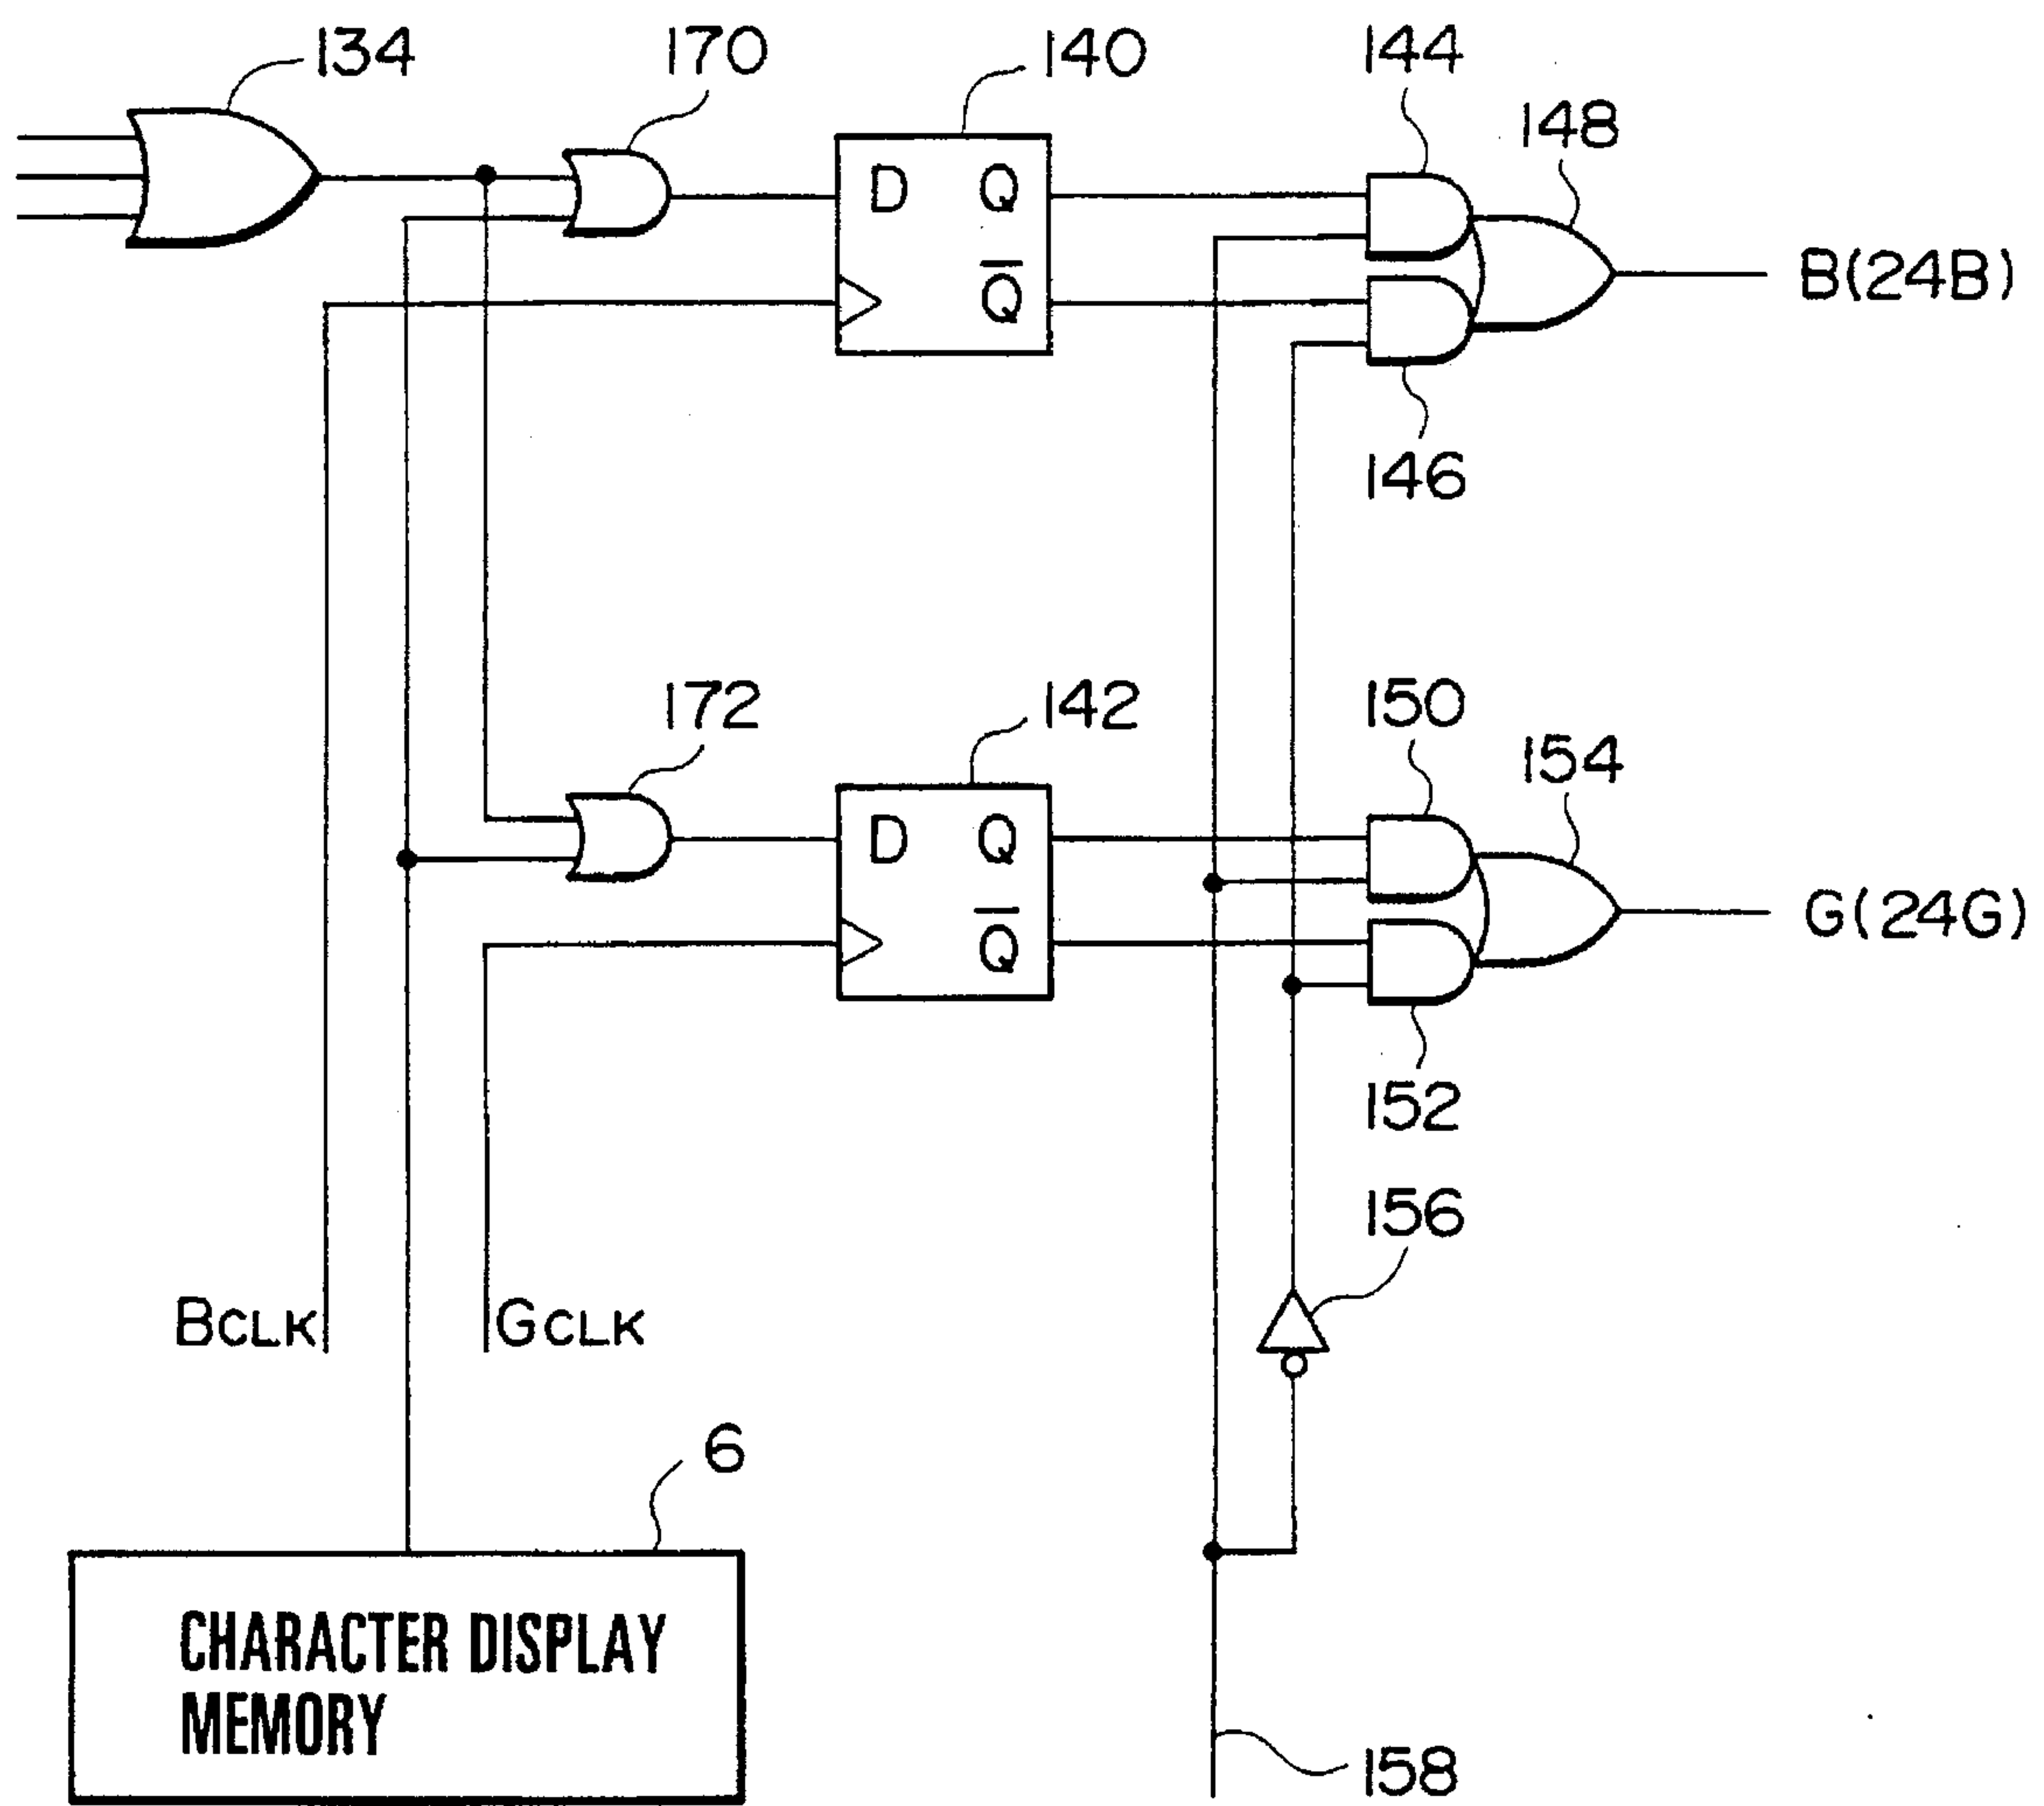 134
170
140
144
148
D
Q
Q̅
B(24B)
146
172
142
150
154
D
Q
Q̅
G(24G)
152
156
BCLK
GCLK
6
CHARACTER DISPLAY
MEMORY
158